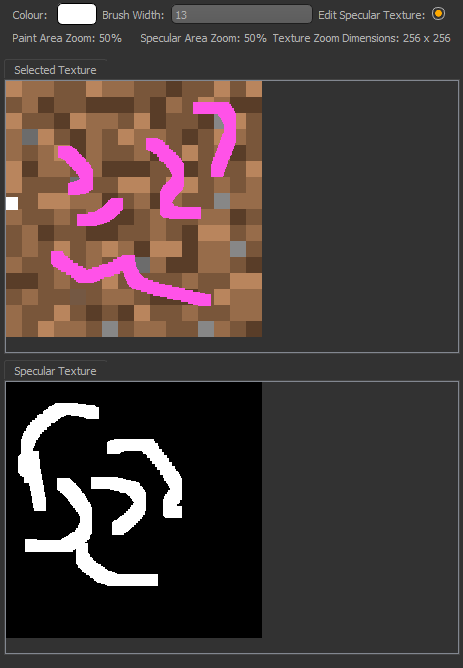 Colour: Brush Width: 13 Edit Specular Texture:
Paint Area Zoom: 50% Specular Area Zoom: 50% Texture Zoom Dimensions: 256 x 256
Selected Texture
Specular Texture